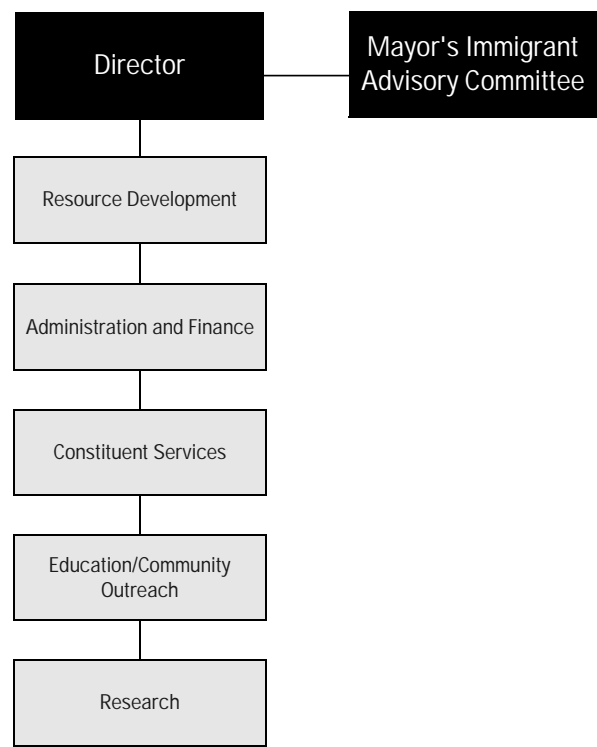 Director
Mayor's Immigrant
Advisory Committee
Resource Development
Administration and Finance
Constituent Services
Education/Community
Outreach
Research